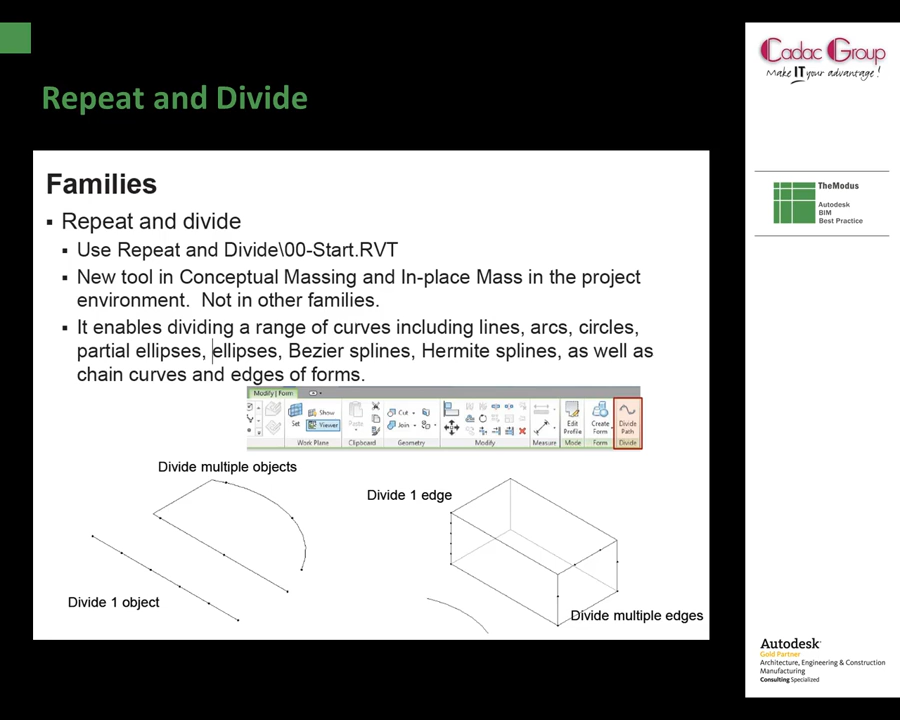 Repeat and Divide
Families
▪ Repeat and divide
▪ Use Repeat and Divide\00-Start.RVT
▪ New tool in Conceptual Massing and In-place Mass in the project
environment.  Not in other families.
▪ It enables dividing a range of curves including lines, arcs, circles,
partial ellipses, ellipses, Bezier splines, Hermite splines, as well as
chain curves and edges of forms.
Modify | Form
Set Show Viewer
Paste
Cut
Join
Edit Profile
Create Form
Divide Path
Work Plane Clipboard Geometry Modify Measure Mode Form Divide
Divide multiple objects
Divide 1 edge
Divide 1 object
Divide multiple edges
Cadac Group
Make IT your advantage!
TheModus
Autodesk
BIM
Best Practice
Autodesk
Gold Partner
Architecture, Engineering & Construction
Manufacturing
Consulting Specialized